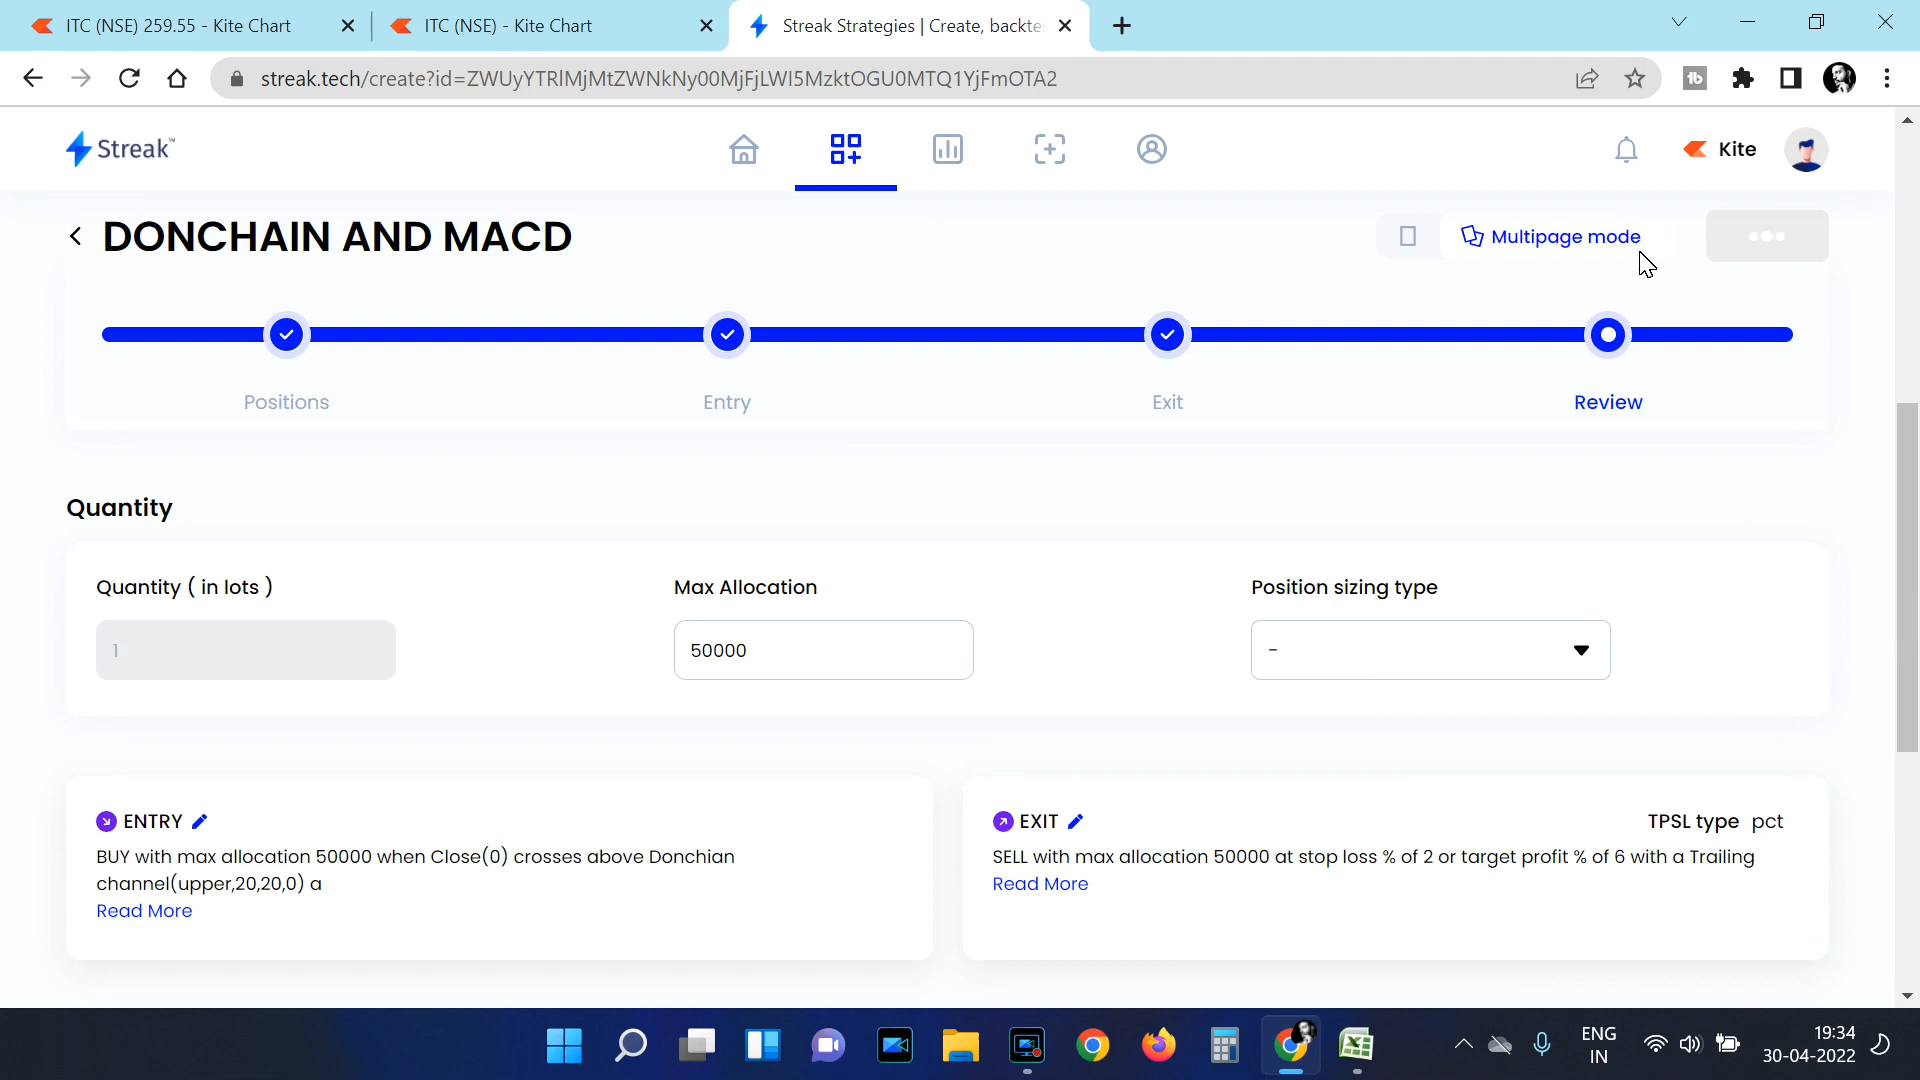 ITC (NSE) 259.55 - Kite Chart
ITC (NSE) - Kite Chart
Streak Strategies | Create, backte
streak.tech/create?id=ZWUyYTRlMjMtZWNkNy00MjFjLWI5MzktOGU0MTQ1YjFmOTA2
Streak™
Kite
DONCHAIN AND MACD
Multipage mode
Positions
Entry
Exit
Review
Quantity
Quantity ( in lots )
Max Allocation
Position sizing type
1
50000
-
ENTRY
BUY with max allocation 50000 when Close(0) crosses above Donchian
channel(upper,20,20,0) a
Read More
EXIT
TPSL type pct
SELL with max allocation 50000 at stop loss % of 2 or target profit % of 6 with a Trailing
Read More
ENG
IN
19:34
30-04-2022